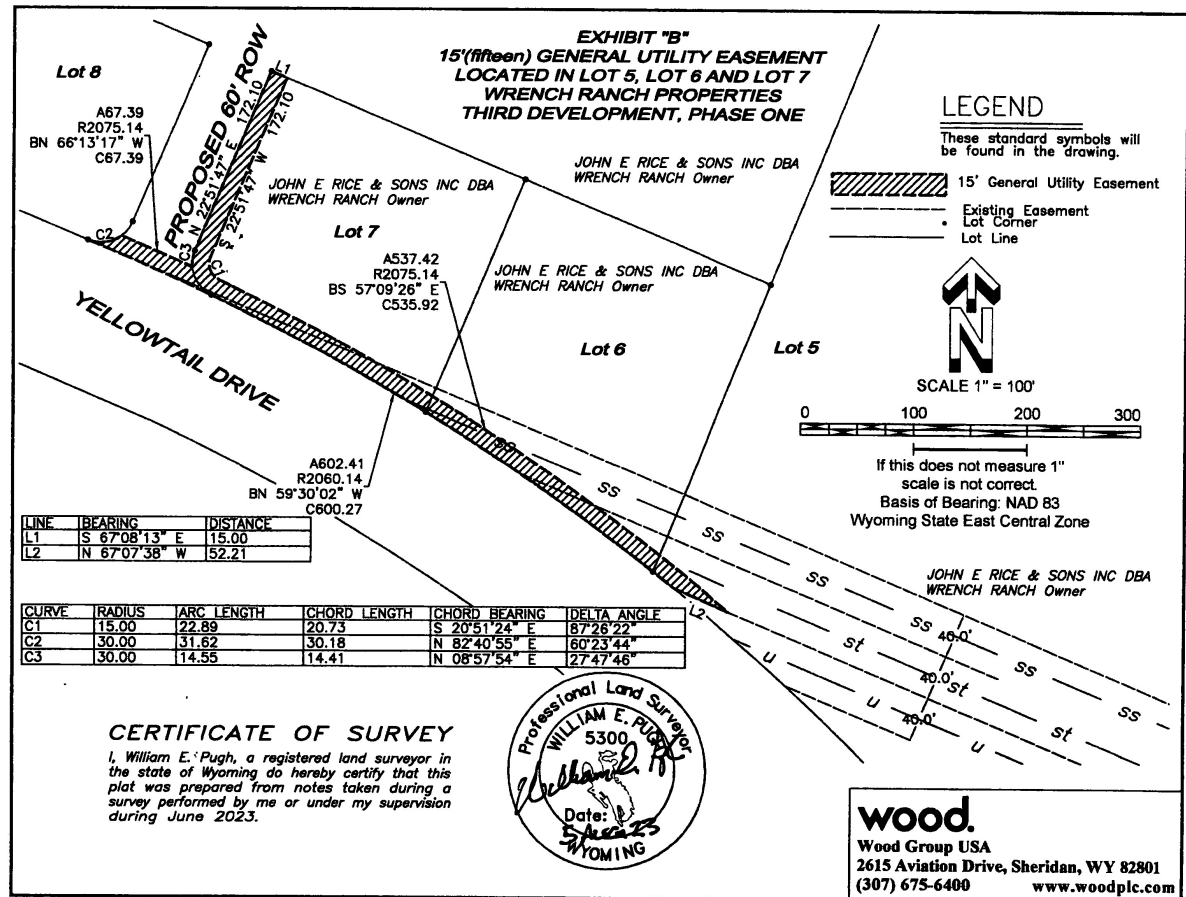 EXHIBIT "B"
15'(fifteen) GENERAL UTILITY EASEMENT
LOCATED IN LOT 5, LOT 6 AND LOT 7
WRENCH RANCH PROPERTIES
THIRD DEVELOPMENT, PHASE ONE
Lot 8
A67.39
R2075.14
BN 66°13'17" W
C67.39
PROPOSED 60' ROW
L1
N 22°51'47" E 172.10
S 22°51'47" W 172.10
C2
C3
C1
JOHN E RICE & SONS INC DBA
WRENCH RANCH Owner
Lot 7
JOHN E RICE & SONS INC DBA
WRENCH RANCH Owner
A537.42
R2075.14
BS 57°09'26" E
C535.92
JOHN E RICE & SONS INC DBA
WRENCH RANCH Owner
Lot 6
Lot 5
YELLOWTAIL DRIVE
A602.41
R2060.14
BN 59°30'02" W
C600.27
LEGEND
These standard symbols will
be found in the drawing.
15' General Utility Easement
Existing Easement
Lot Corner
Lot Line
N
SCALE 1" = 100'
0 100 200 300
If this does not measure 1"
scale is not correct.
Basis of Bearing: NAD 83
Wyoming State East Central Zone
JOHN E RICE & SONS INC DBA
WRENCH RANCH Owner
L2
ss
ss
ss
ss
ss
ss
ss
st
st
st
st
u
u
u
40.0'
40.0'
40.0'
LINE BEARING DISTANCE
L1 S 67°08'13" E 15.00
L2 N 67°07'38" W 52.21
CURVE RADIUS ARC LENGTH CHORD LENGTH CHORD BEARING DELTA ANGLE
C1 15.00 22.89 20.73 S 20°51'24" E 87°26'22"
C2 30.00 31.62 30.18 N 82°40'55" E 60°23'44"
C3 30.00 14.55 14.41 N 08°57'54" E 27°47'46"
CERTIFICATE OF SURVEY
I, William E. Pugh, a registered land surveyor in
the state of Wyoming do hereby certify that this
plat was prepared from notes taken during a
survey performed by me or under my supervision
during June 2023.
Professional Land Surveyor
WILLIAM E. PUGH
5300
Date:
WYOMING
wood.
Wood Group USA
2615 Aviation Drive, Sheridan, WY 82801
(307) 675-6400 www.woodplc.com